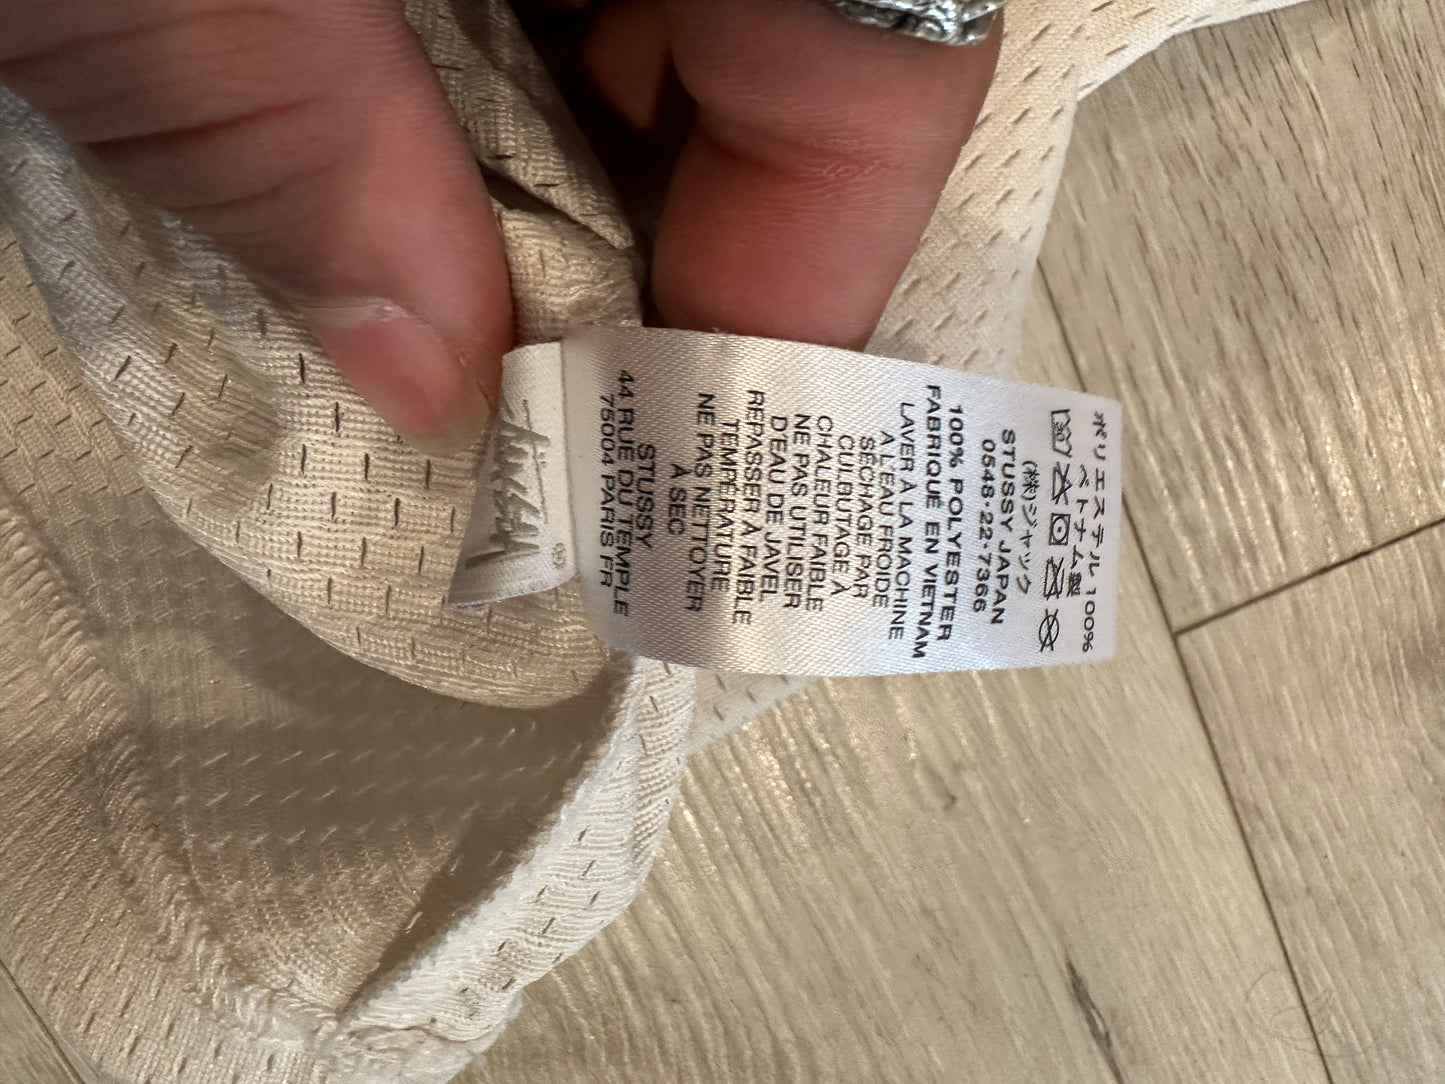 ポリエステル 100%
ベトナム製
(株)ジャック
STUSSY JAPAN
0548-22-7366
100% POLYESTER
FABRIQUÉ EN VIETNAM
LAVER À LA MACHINE
A L'EAU FROIDE
SÉCHAGE PAR
CULBUTAGE À
CHALEUR FAIBLE
NE PAS UTILISER
D'EAU DE JAVEL
REPASSER À FAIBLE
TEMPÉRATURE
NE PAS NETTOYER
À SEC
STUSSY
44 RUE DU TEMPLE
75004 PARIS FR